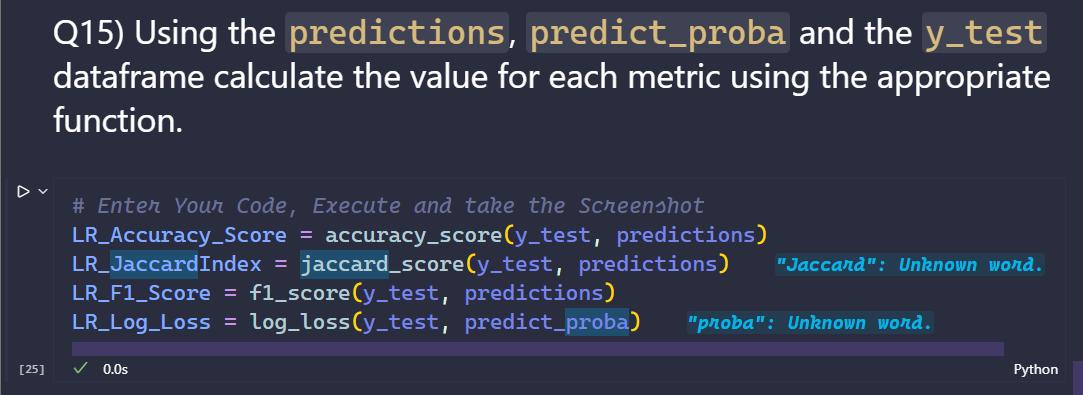 Q15) Using the predictions, predict_proba and the y_test
dataframe calculate the value for each metric using the appropriate
function.
# Enter Your Code, Execute and take the Screenshot
LR_Accuracy_Score = accuracy_score(y_test, predictions)
LR_JaccardIndex = jaccard_score(y_test, predictions) "Jaccard": Unknown word.
LR_F1_Score = f1_score(y_test, predictions)
LR_Log_Loss = log_loss(y_test, predict_proba) "proba": Unknown word.
[25] 0.0s Python